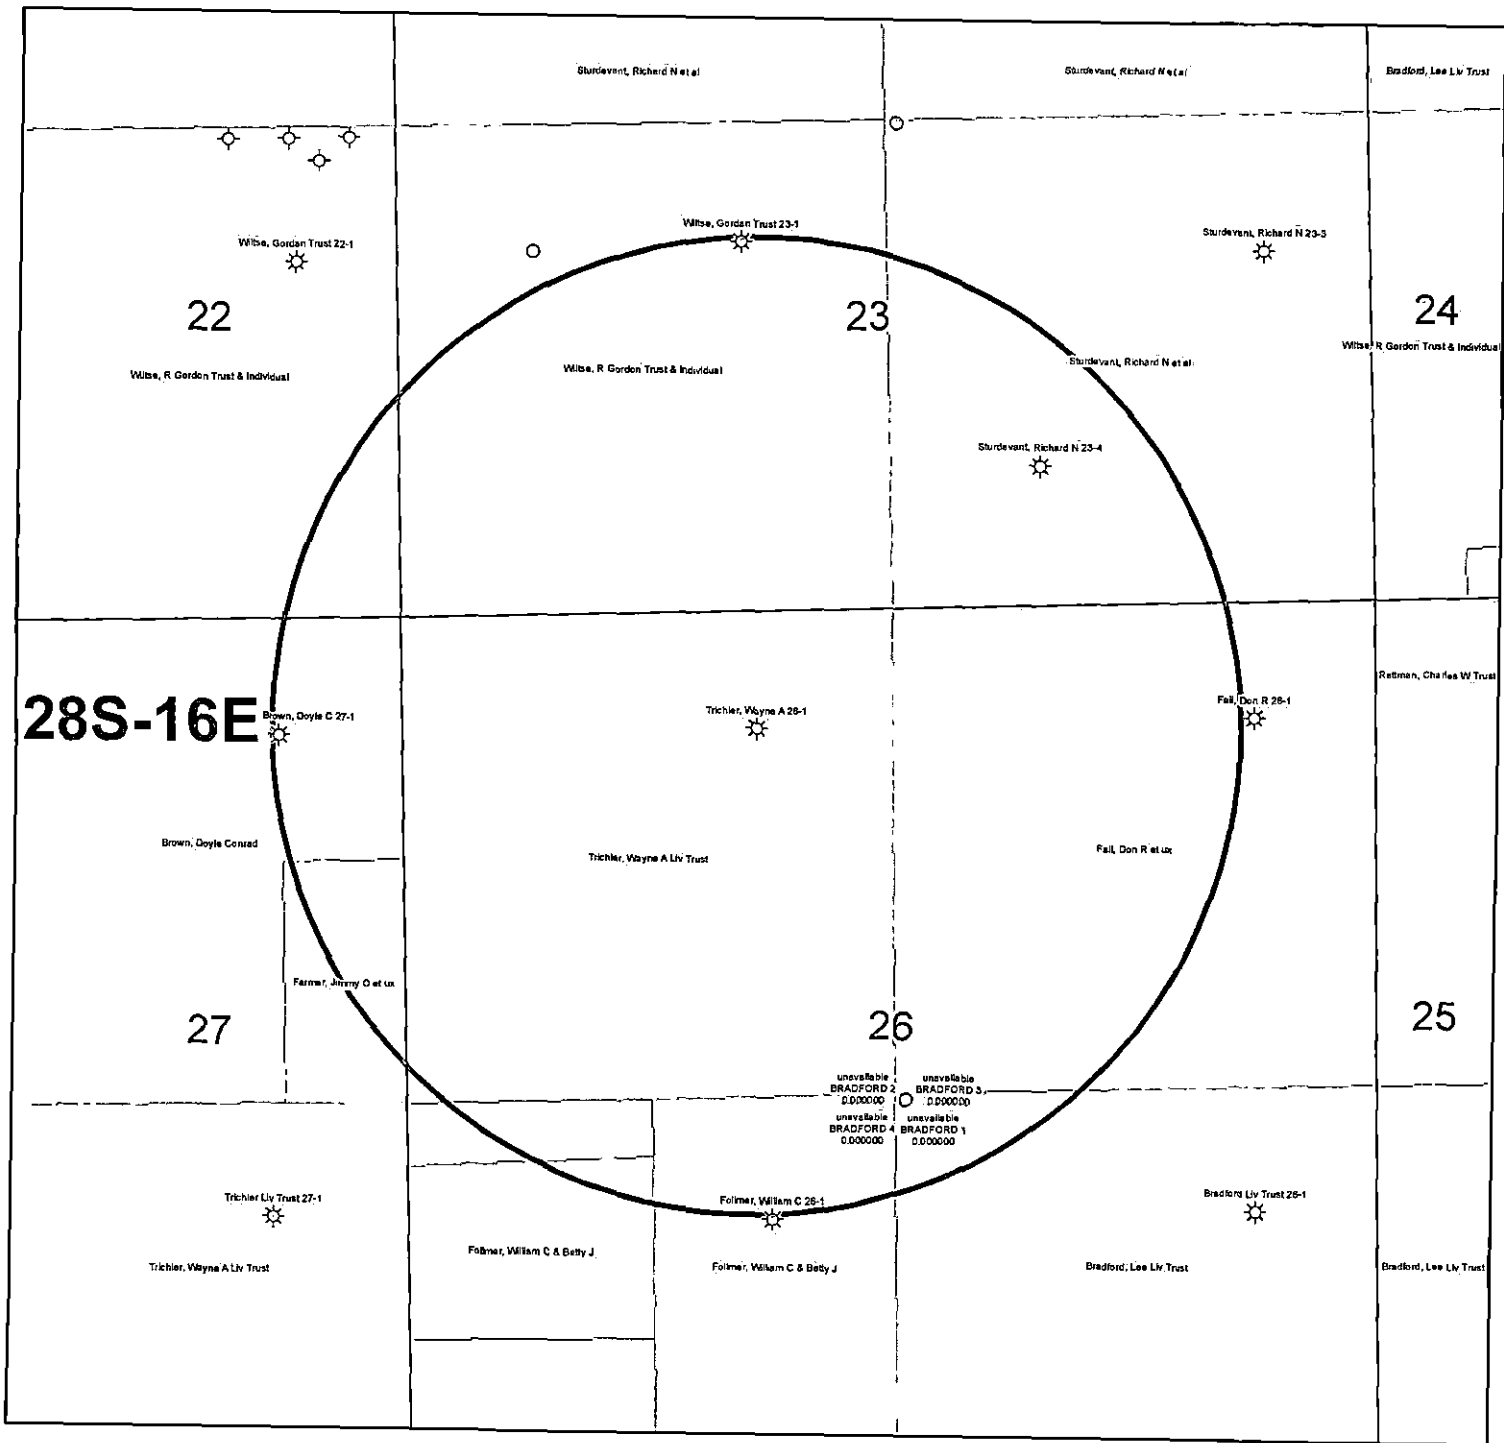 Sturdevant, Richard N et al
Sturdevant, Richard N et al
Bradford, Lee Liv Trust
Wiltse, Gordan Trust 23-1
Wiltse, Gordan Trust 22-1
Sturdevant, Richard N 23-3
22
23
24
Wiltse, R Gordon Trust & Individual
Wiltse, R Gordon Trust & Individual
Sturdevant, Richard N et al
Wiltse, R Gordon Trust & Individual
Sturdevant, Richard N 23-4
Rettman, Charles W Trust
28S-16E
Brown, Doyle C 27-1
Trichler, Wayne A 26-1
Fail, Don R 26-1
Brown, Doyle Conrad
Trichler, Wayne A Liv Trust
Fail, Don R et ux
Farmer, Jimmy O et ux
27
26
25
unavailable
BRADFORD 2
0.000000
unavailable
BRADFORD 3
0.000000
unavailable
BRADFORD 4
0.000000
unavailable
BRADFORD 1
0.000000
Trichler Liv Trust 27-1
Follmer, William C 26-1
Bradford Liv Trust 26-1
Trichler, Wayne A Liv Trust
Follmer, William C & Betty J
Follmer, William C & Betty J
Bradford, Lee Liv Trust
Bradford, Lee Liv Trust